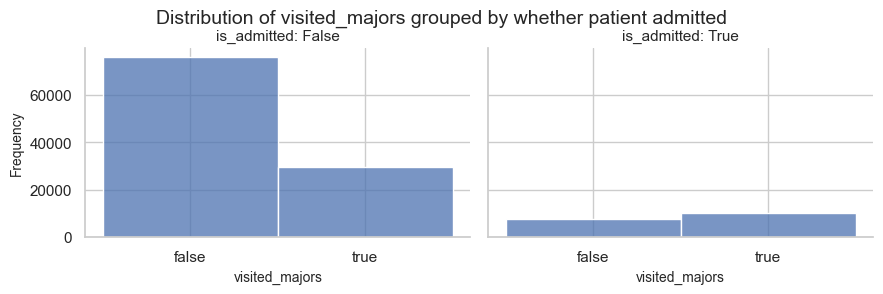 Distribution of visited_majors grouped by whether patient admitted
is_admitted: False
is_admitted: True
Frequency
60000
40000
20000
0
false
true
false
true
visited_majors
visited_majors